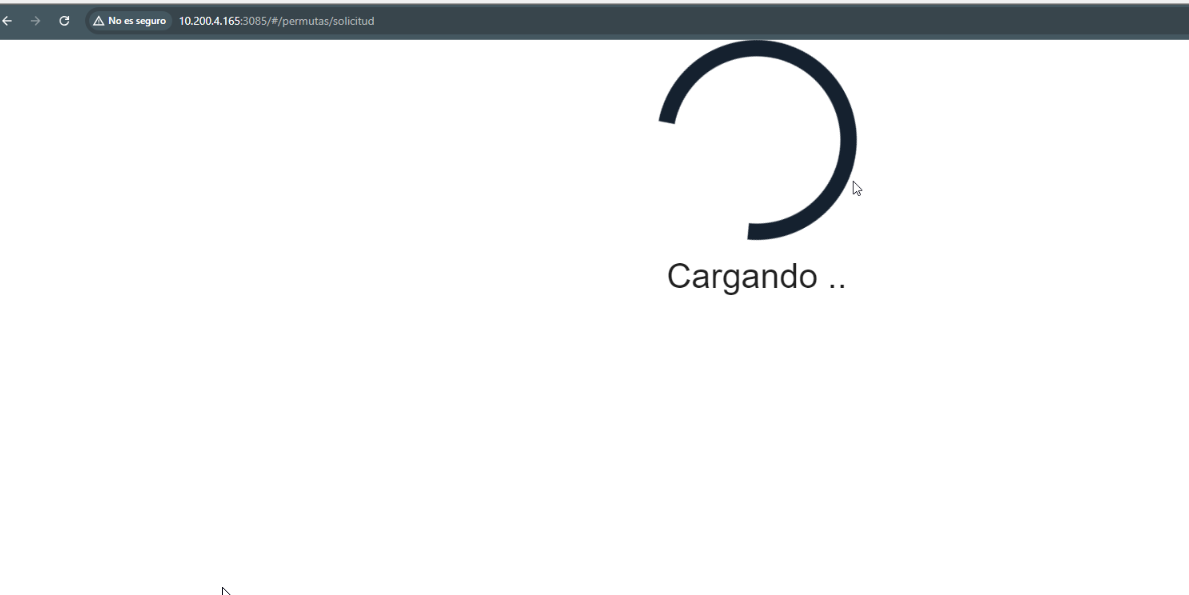 No es seguro 10.200.4.165:3085/#/permutas/solicitud
Cargando ..